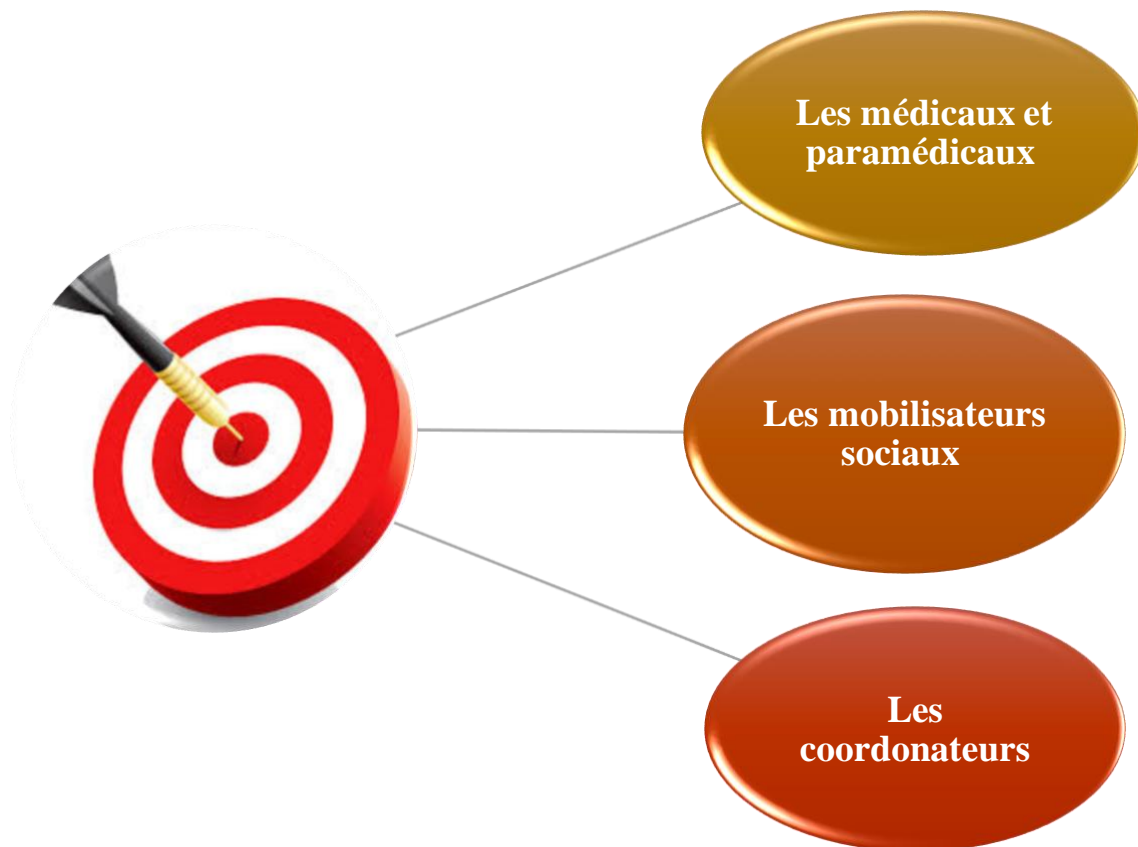 Les médicaux et
paramédicaux
Les mobilisateurs
sociaux
Les
coordonateurs